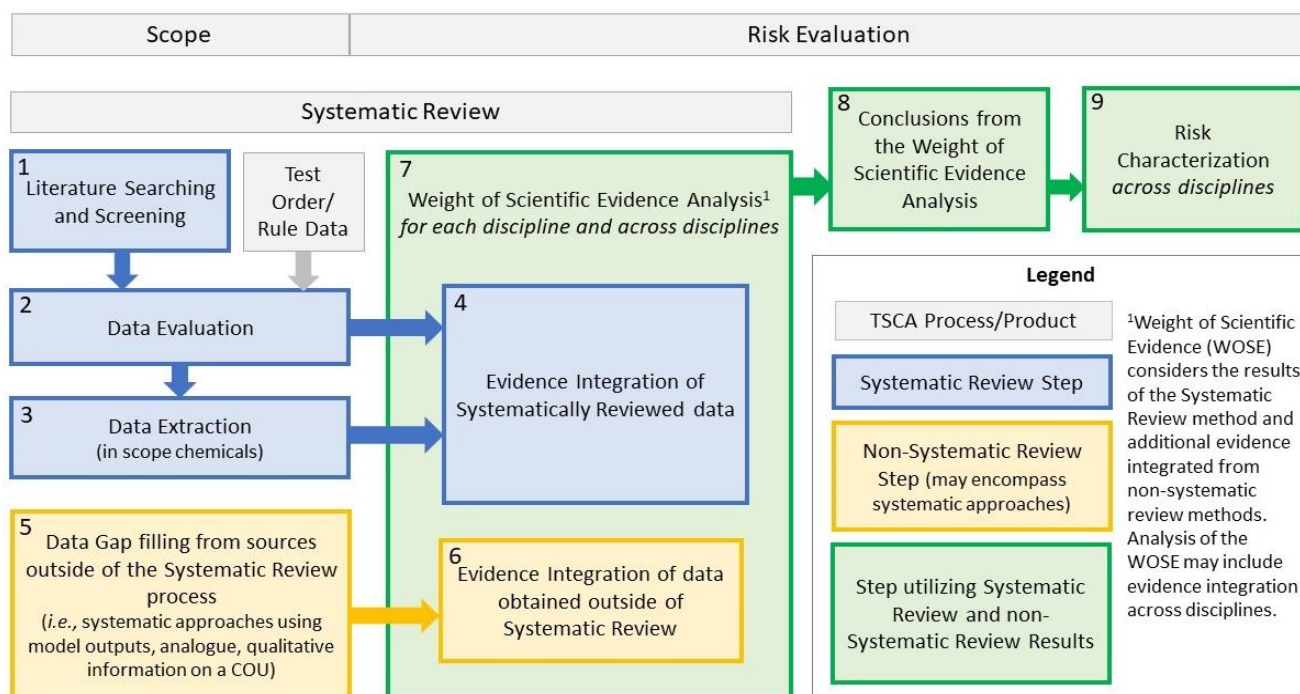 Scope
Risk Evaluation
Systematic Review
1
Literature Searching
and Screening
Test
Order/
Rule Data
2
Data Evaluation
3
Data Extraction
(in scope chemicals)
5
Data Gap filling from sources
outside of the Systematic Review
process
(i.e., systematic approaches using
model outputs, analogue, qualitative
information on a COU)
7
Weight of Scientific Evidence Analysis¹
for each discipline and across disciplines
4
Evidence Integration of
Systematically Reviewed data
6
Evidence Integration of data
obtained outside of
Systematic Review
8
Conclusions from
the Weight of
Scientific Evidence
Analysis
9
Risk
Characterization
across disciplines
Legend
TSCA Process/Product
Systematic Review Step
Non-Systematic Review
Step (may encompass
systematic approaches)
Step utilizing Systematic
Review and non-
Systematic Review Results
¹Weight of Scientific
Evidence (WOSE)
considers the results
of the Systematic
Review method and
additional evidence
integrated from
non-systematic
review methods.
Analysis of the
WOSE may include
evidence integration
across disciplines.